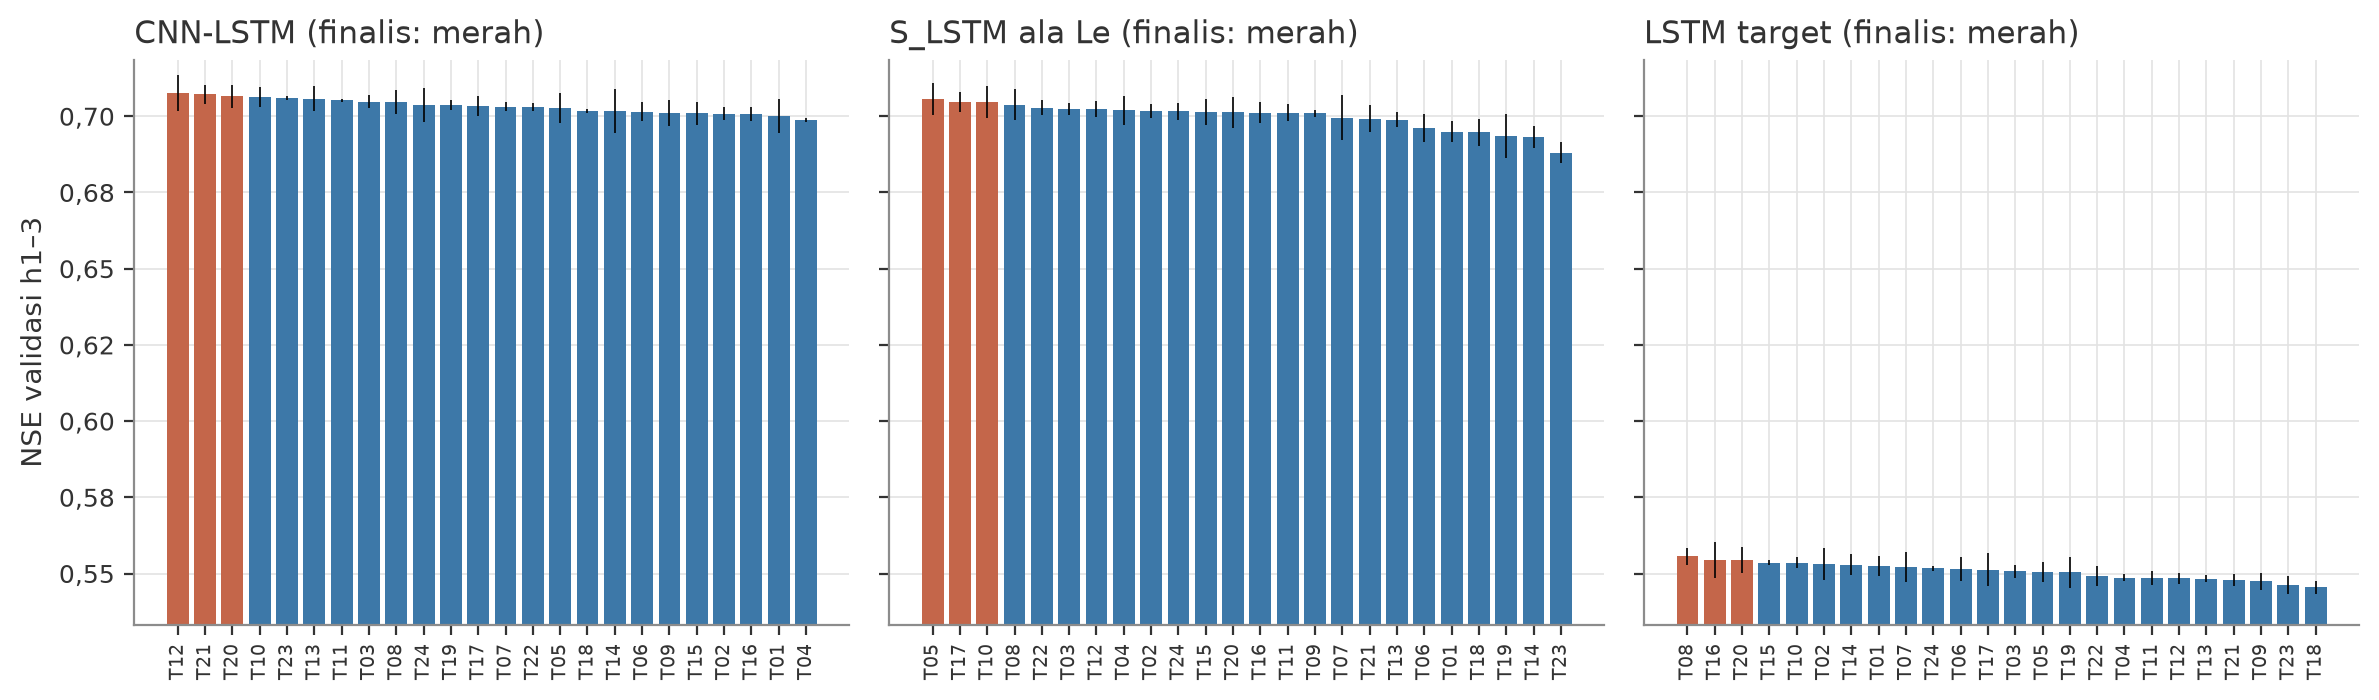 CNN-LSTM (finalis: merah)
S_LSTM ala Le (finalis: merah)
LSTM target (finalis: merah)
NSE validasi h1–3
0,70
0,68
0,65
0,62
0,60
0,58
0,55
T12 T21 T20 T10 T23 T13 T11 T03 T08 T24 T19 T17 T07 T22 T05 T18 T14 T06 T09 T15 T02 T16 T01 T04
T05 T17 T10 T08 T22 T03 T12 T04 T02 T24 T15 T20 T16 T11 T09 T07 T21 T13 T06 T01 T18 T19 T14 T23
T08 T16 T20 T15 T10 T02 T14 T01 T07 T24 T06 T17 T03 T05 T19 T22 T04 T11 T12 T13 T21 T09 T23 T18